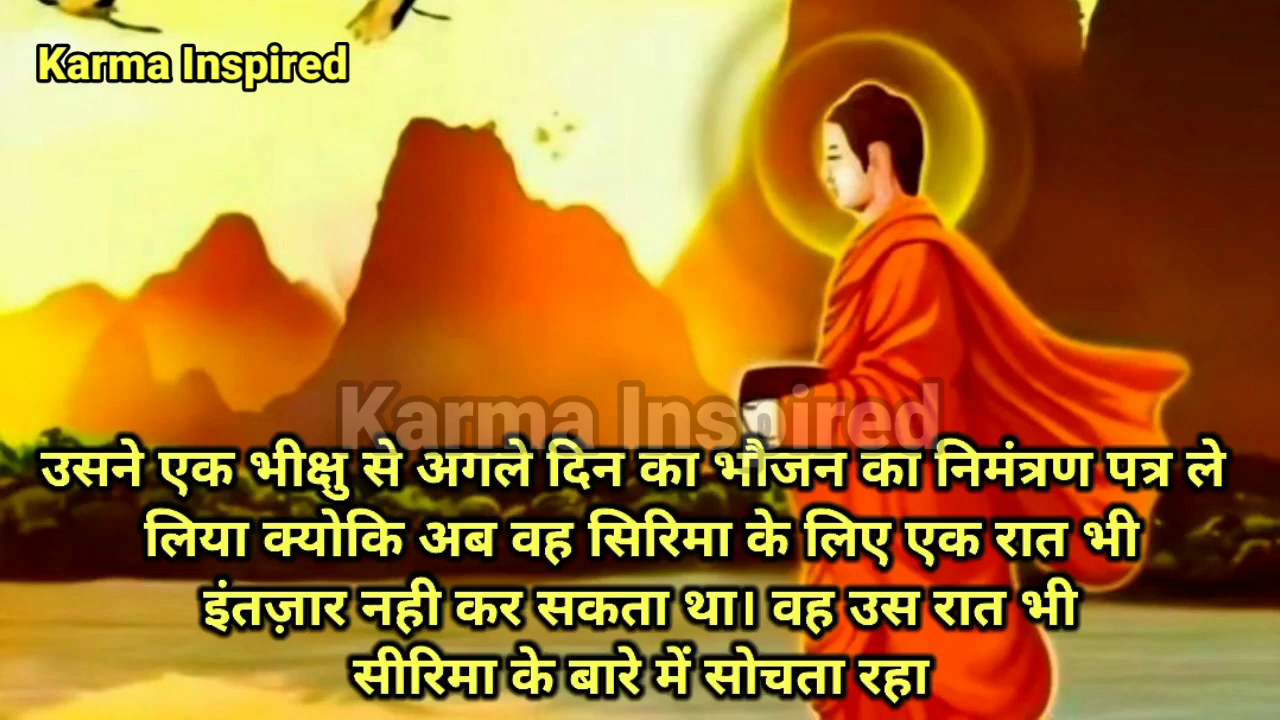 Karma Inspired
Karma Inspired
उसने एक भीक्षु से अगले दिन का भौजन का निमंत्रण पत्र ले
लिया क्योकि अब वह सिरिमा के लिए एक रात भी
इंतज़ार नही कर सकता था। वह उस रात भी
सीरिमा के बारे में सोचता रहा